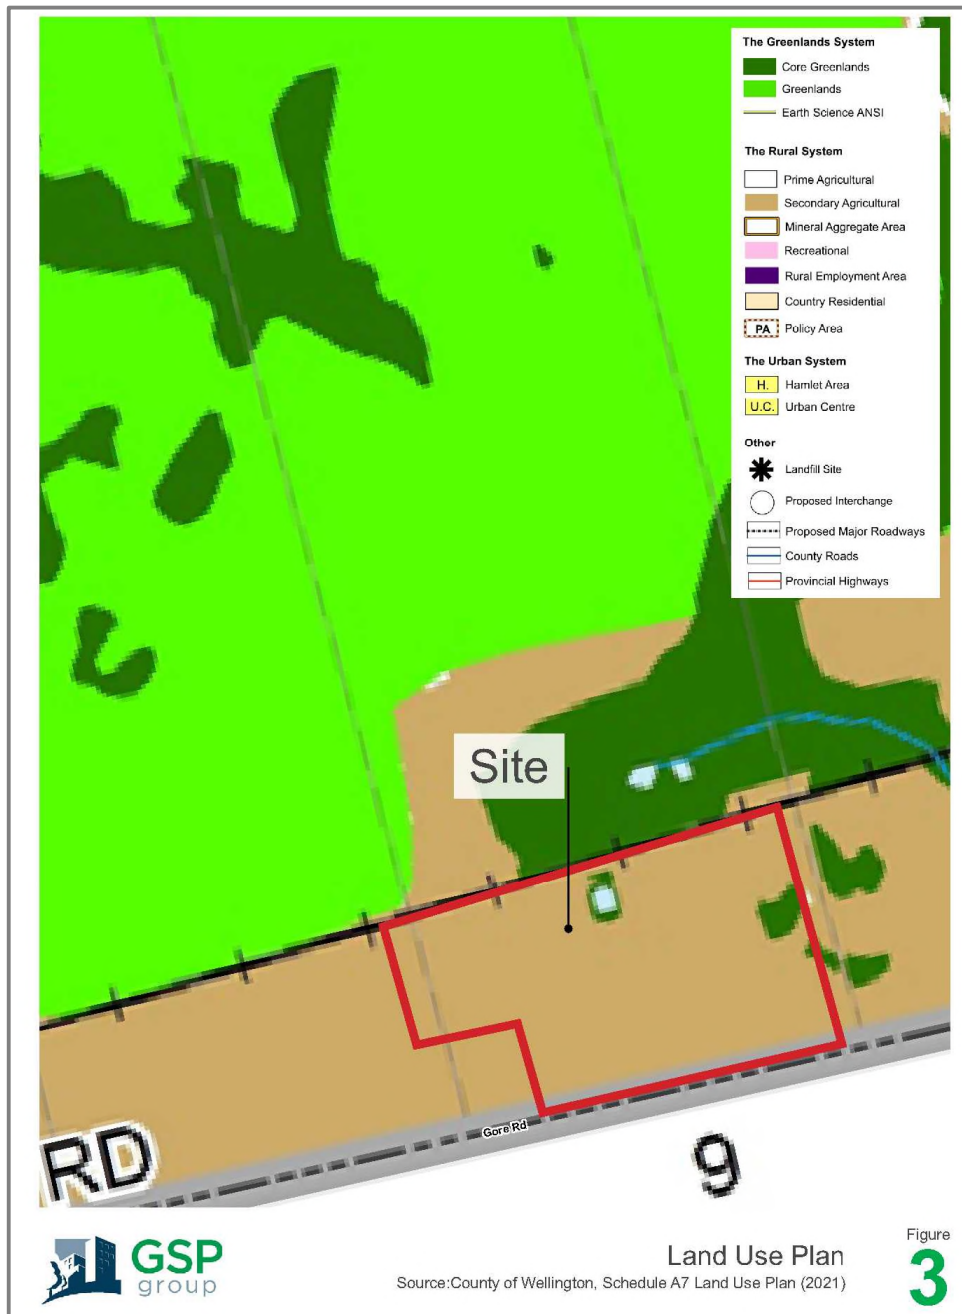 The Greenlands System
Core Greenlands
Greenlands
Earth Science ANSI
The Rural System
Prime Agricultural
Secondary Agricultural
Mineral Aggregate Area
Recreational
Rural Employment Area
Country Residential
PA Policy Area
The Urban System
H. Hamlet Area
U.C. Urban Centre
Other
Landfill Site
Proposed Interchange
Proposed Major Roadways
County Roads
Provincial Highways
Site
Gore Rd
RD
9
GSP
group
Land Use Plan
Source:County of Wellington, Schedule A7 Land Use Plan (2021)
Figure
3